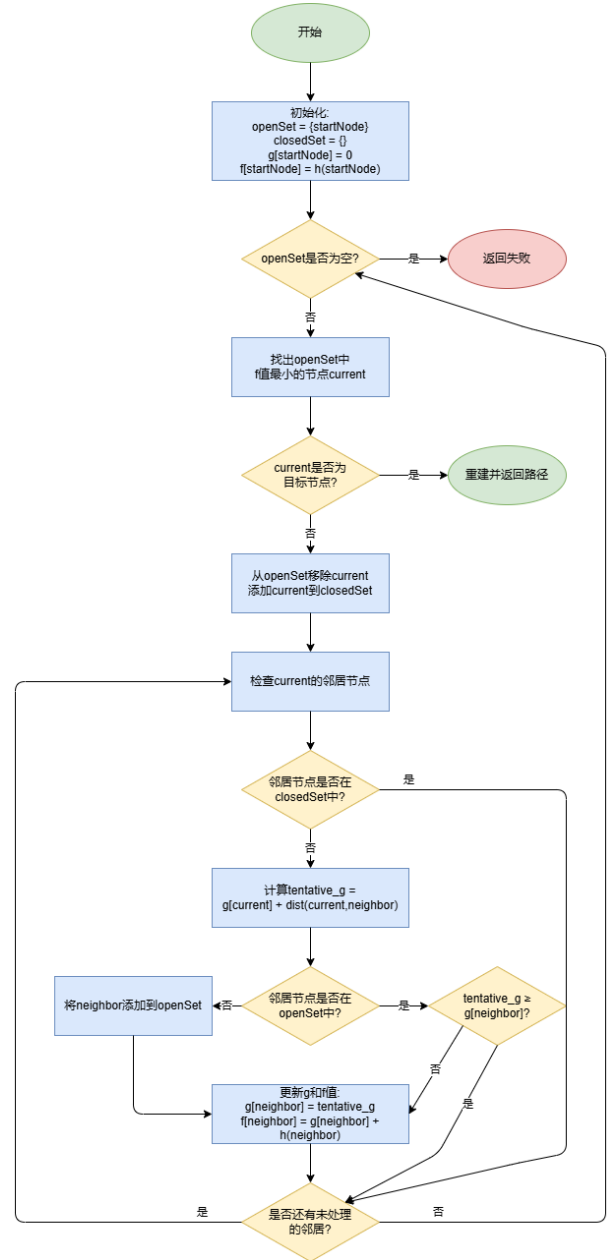 开始
初始化:
openSet = {startNode}
closedSet = {}
g[startNode] = 0
f[startNode] = h(startNode)
openSet是否为空?
是
返回失败
否
找出openSet中
f值最小的节点current
current是否为
目标节点?
是
重建并返回路径
否
从openSet移除current
添加current到closedSet
检查current的邻居节点
邻居节点是否在
closedSet中?
是
否
计算tentative_g =
g[current] + dist(current,neighbor)
将neighbor添加到openSet
否
邻居节点是否在
openSet中?
是
tentative_g ≥
g[neighbor]?
否
是
更新g和f值:
g[neighbor] = tentative_g
f[neighbor] = g[neighbor] +
h(neighbor)
是
是否还有未处理
的邻居?
否